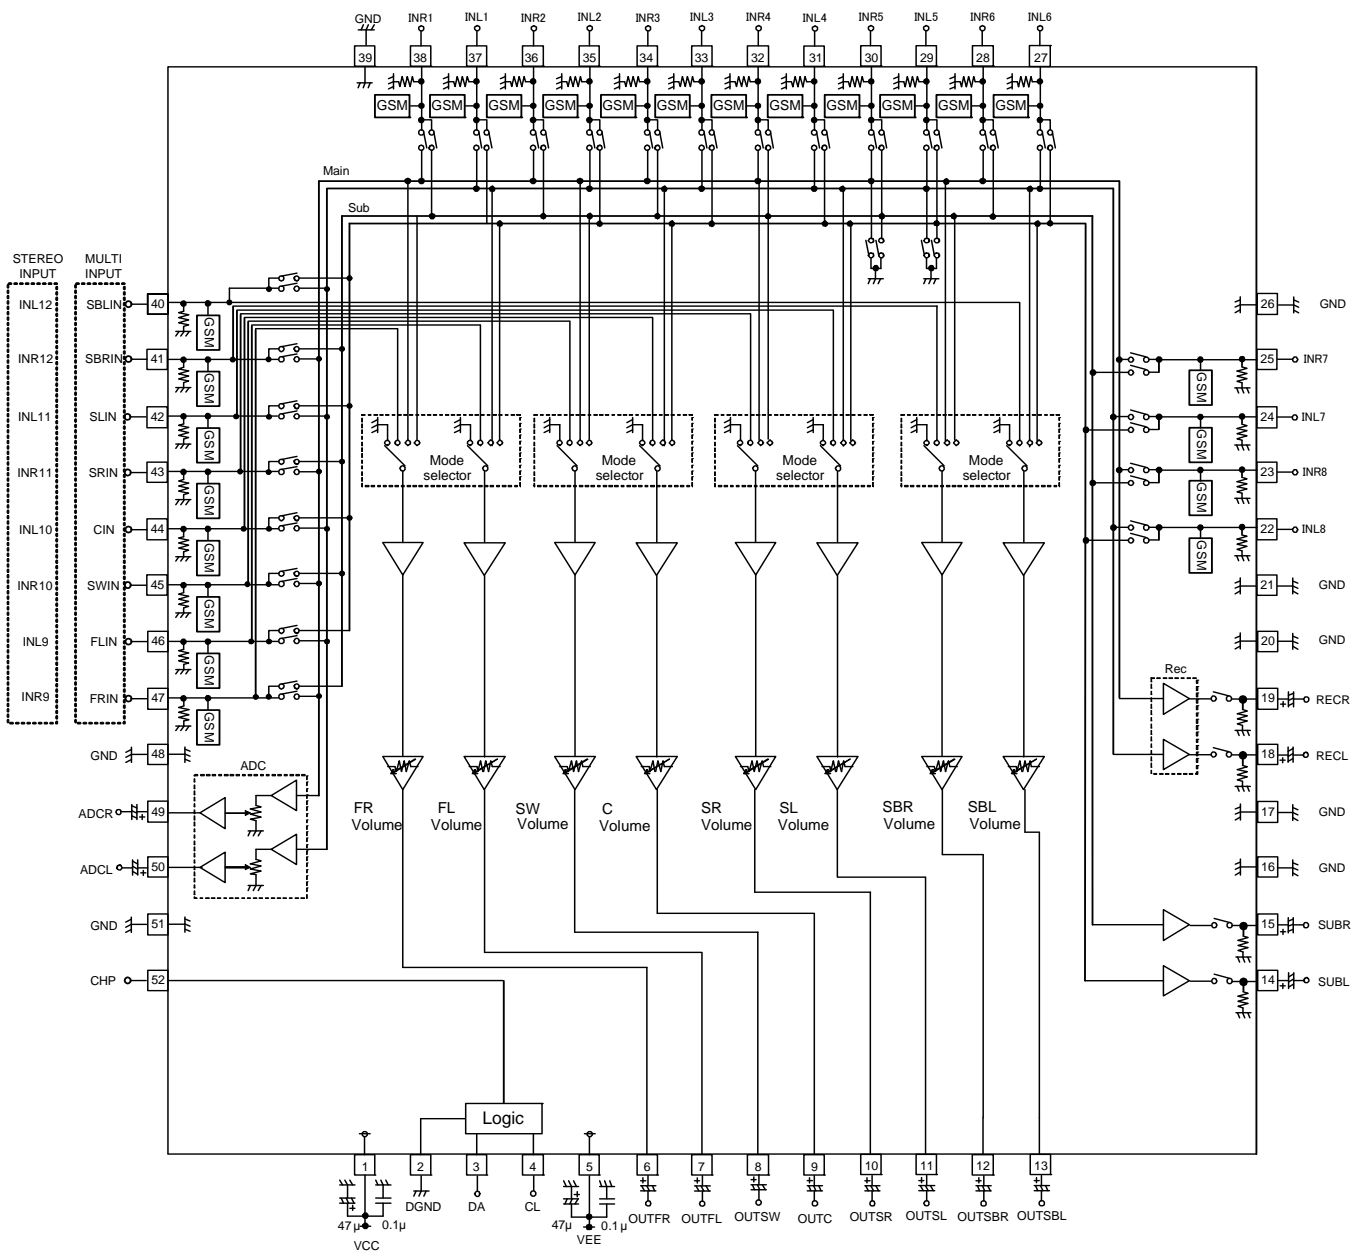 GND INR1 INL1 INR2 INL2 INR3 INL3 INR4 INL4 INR5 INL5 INR6 INL6
39 38 37 36 35 34 33 32 31 30 29 28 27
GSM GSM GSM GSM GSM GSM GSM GSM GSM GSM GSM GSM
Main
Sub
STEREO INPUT
MULTI INPUT
INL12 SBLIN 40 GSM
INR12 SBRIN 41 GSM
INL11 SLIN 42 GSM
INR11 SRIN 43 GSM
INL10 CIN 44 GSM
INR10 SWIN 45 GSM
INL9 FLIN 46 GSM
INR9 FRIN 47 GSM
GND 48
ADC
ADCR 49
ADCL 50
GND 51
CHP 52
Mode selector
Mode selector
Mode selector
Mode selector
FR Volume
FL Volume
SW Volume
C Volume
SR Volume
SL Volume
SBR Volume
SBL Volume
26 GND
GSM 25 INR7
GSM 24 INL7
GSM 23 INR8
GSM 22 INL8
21 GND
20 GND
Rec
19 + RECR
18 + RECL
17 GND
16 GND
15 + SUBR
14 + SUBL
Logic
1 2 3 4 5 6 7 8 9 10 11 12 13
+ + + + + + + + + +
47μ 0.1μ
VCC
DGND
DA
CL
47μ 0.1μ
VEE
OUTFR OUTFL OUTSW OUTC OUTSR OUTSL OUTSBR OUTSBL